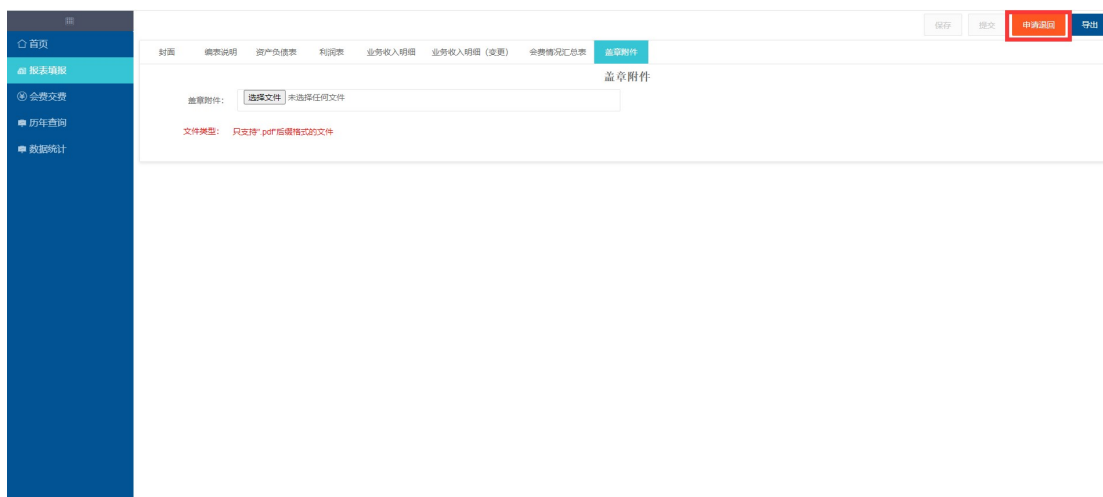 保存 提交 申请退回 导出
首页
报表填报
会费交费
历年查询
数据统计
封面 编表说明 资产负债表 利润表 业务收入明细 业务收入明细（变更） 会费情况汇总表 盖章附件
盖章附件
盖章附件： 选择文件 未选择任何文件
文件类型： 只支持".pdf"后缀格式的文件